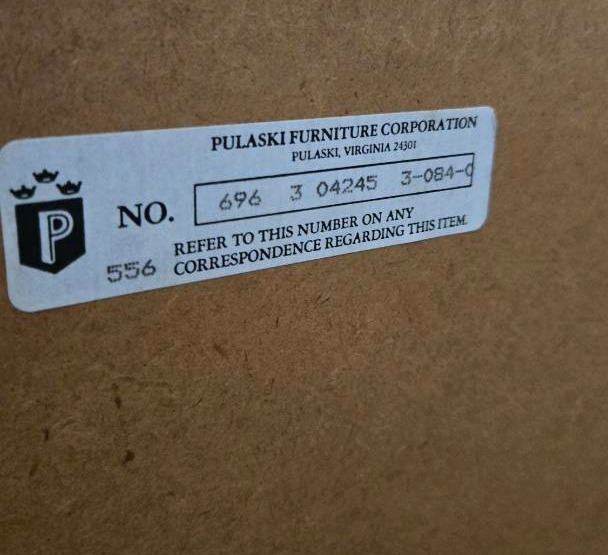 PULASKI FURNITURE CORPORATION
PULASKI, VIRGINIA 24301
P
NO. 696 3 04245 3-084-0
REFER TO THIS NUMBER ON ANY
556 CORRESPONDENCE REGARDING THIS ITEM.